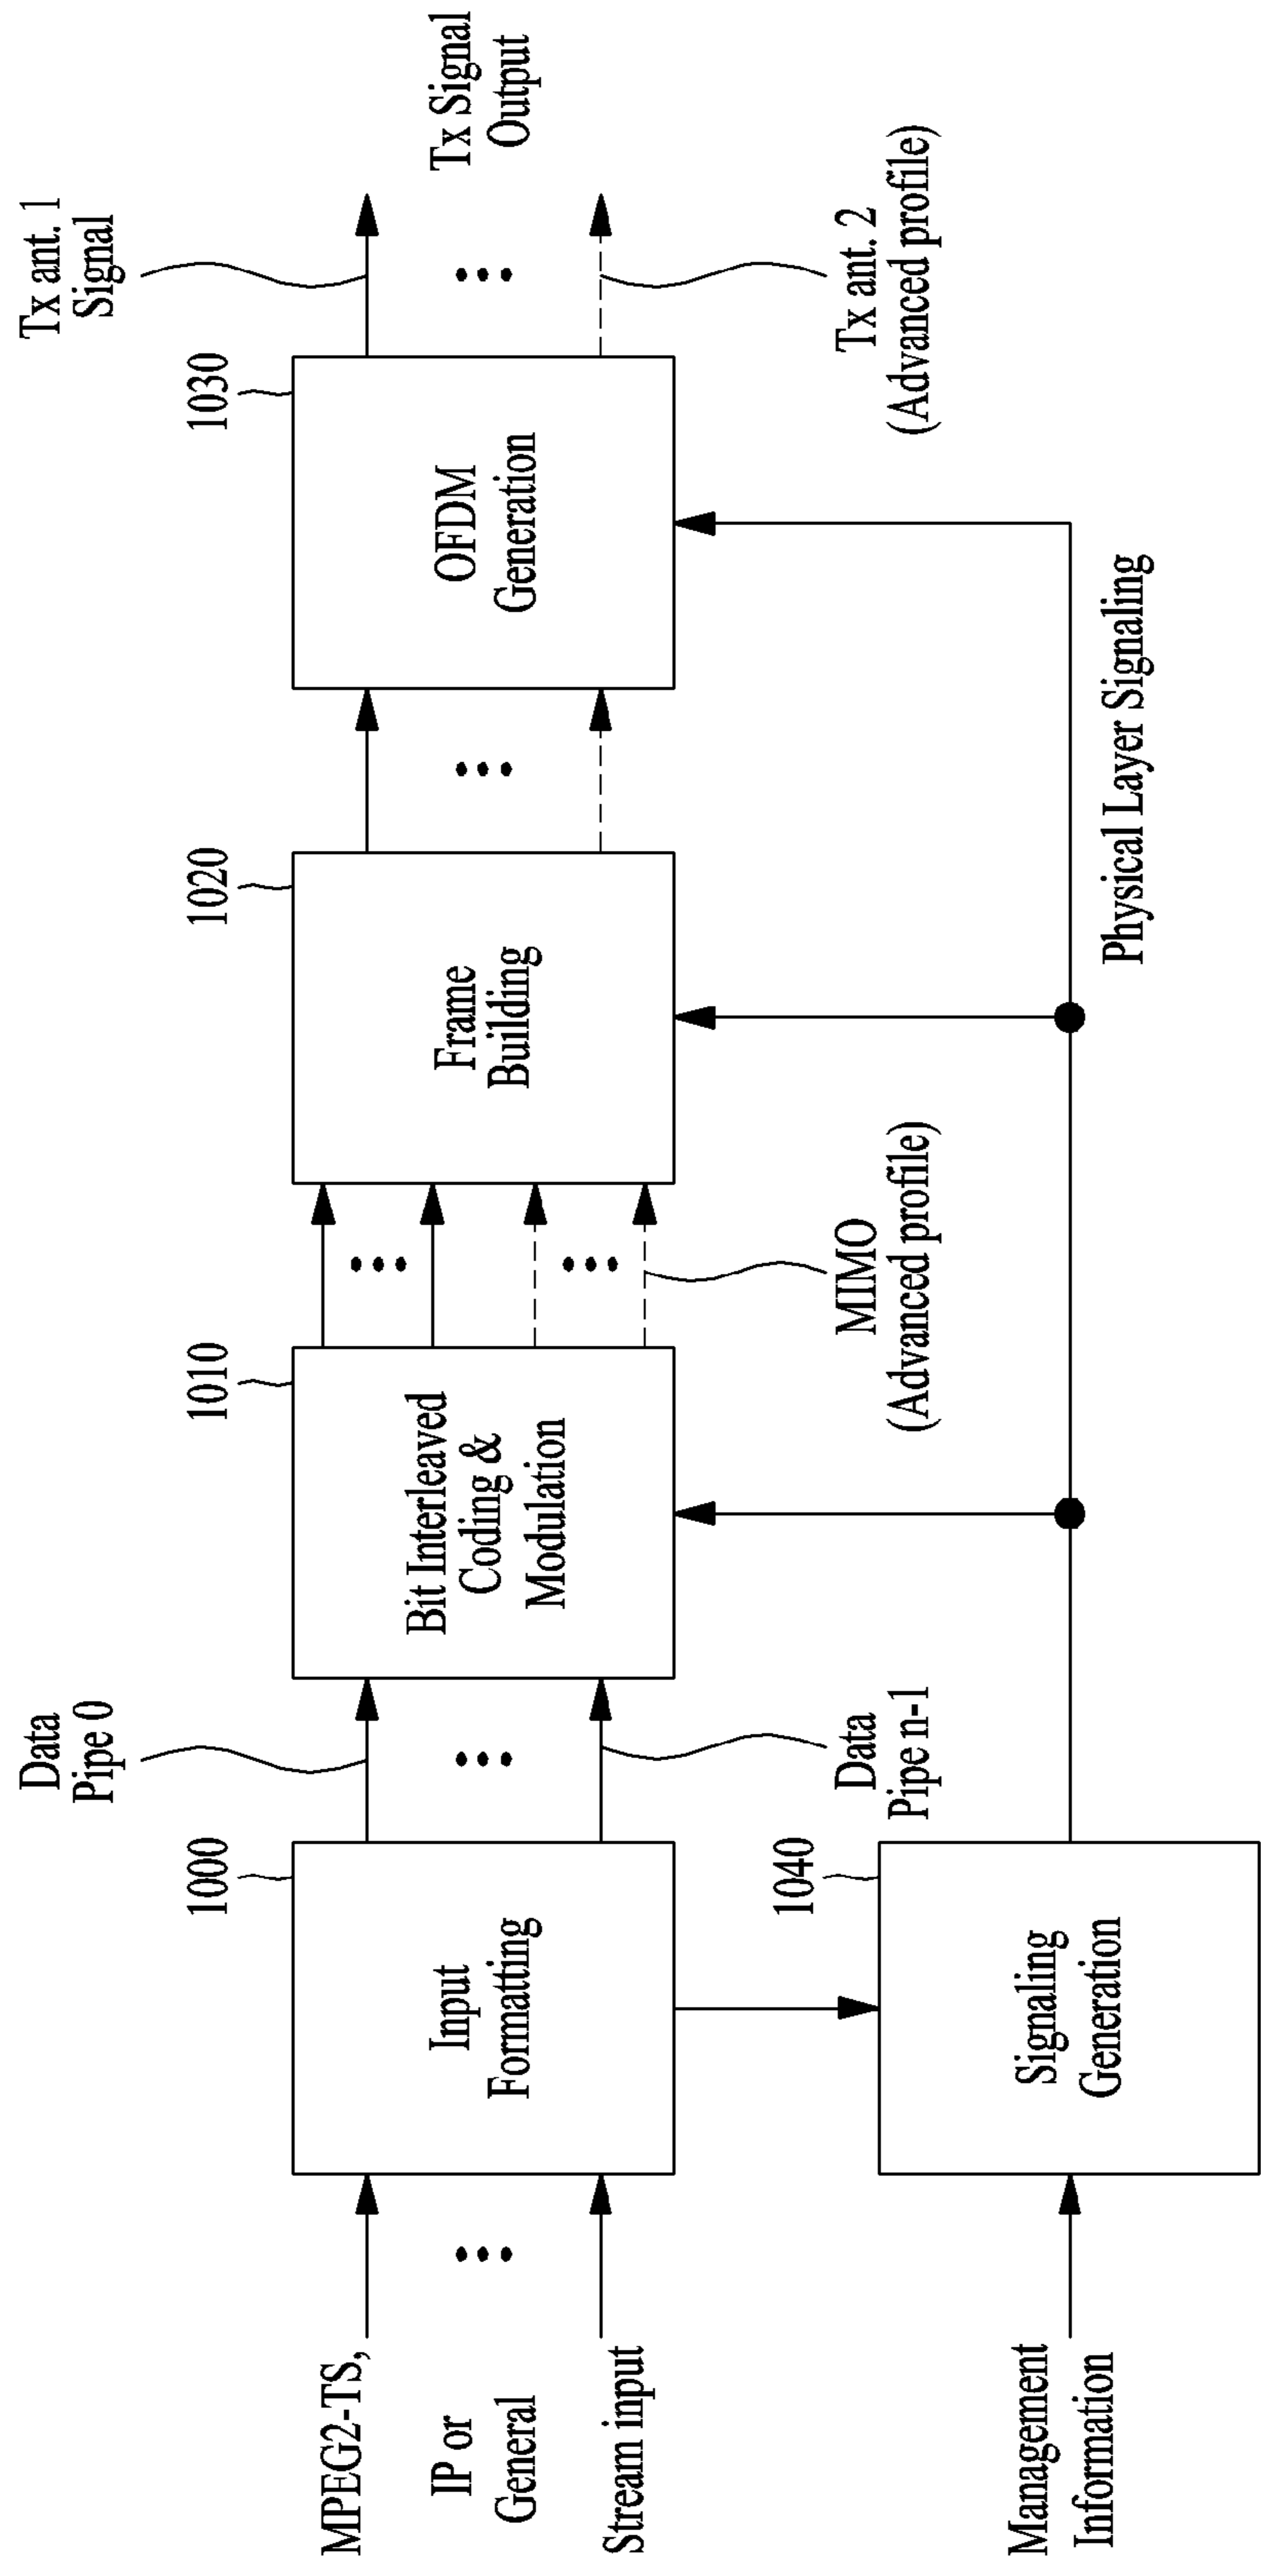 MPEG2-TS,
IP or
General
Stream input
1000
Input
Formatting
Data
Pipe 0
Data
Pipe n-1
1010
Bit Interleaved
Coding &
Modulation
MIMO
(Advanced profile)
1020
Frame
Building
1030
OFDM
Generation
Tx ant. 1
Signal
Tx Signal
Output
Tx ant. 2
(Advanced profile)
Management
Information
1040
Signaling
Generation
Physical Layer Signaling